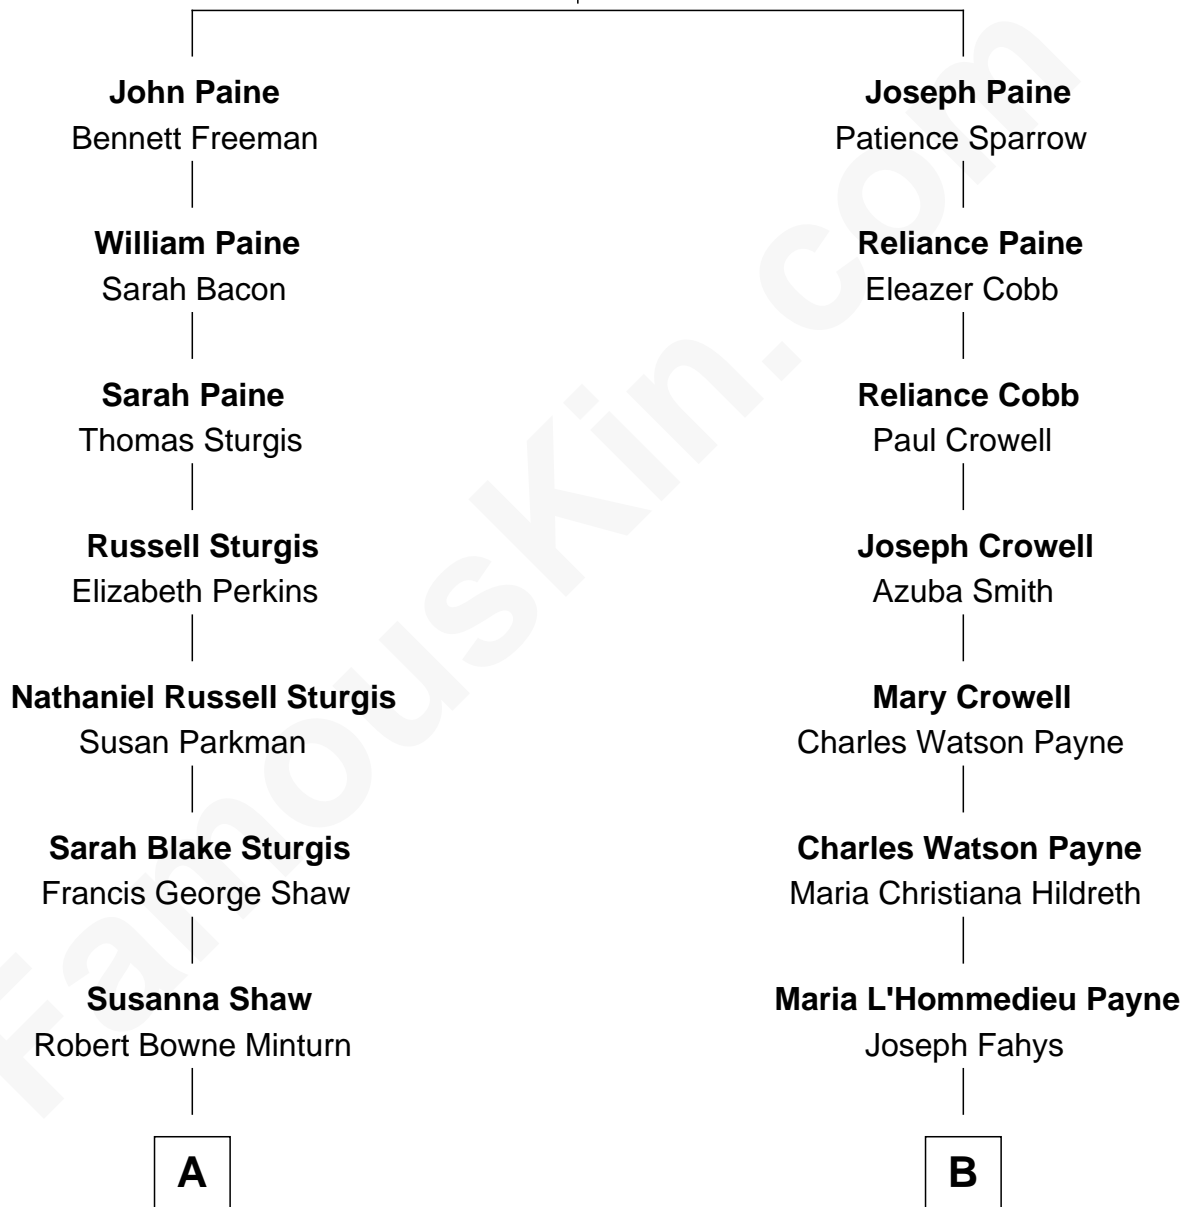 John Paine
Bennett Freeman
Joseph Paine
Patience Sparrow
William Paine
Sarah Bacon
Reliance Paine
Eleazer Cobb
Sarah Paine
Thomas Sturgis
Reliance Cobb
Paul Crowell
Russell Sturgis
Elizabeth Perkins
Joseph Crowell
Azuba Smith
Nathaniel Russell Sturgis
Susan Parkman
Mary Crowell
Charles Watson Payne
Sarah Blake Sturgis
Francis George Shaw
Charles Watson Payne
Maria Christiana Hildreth
Susanna Shaw
Robert Bowne Minturn
Maria L'Hommedieu Payne
Joseph Fahys
A
B
FamousKin.com